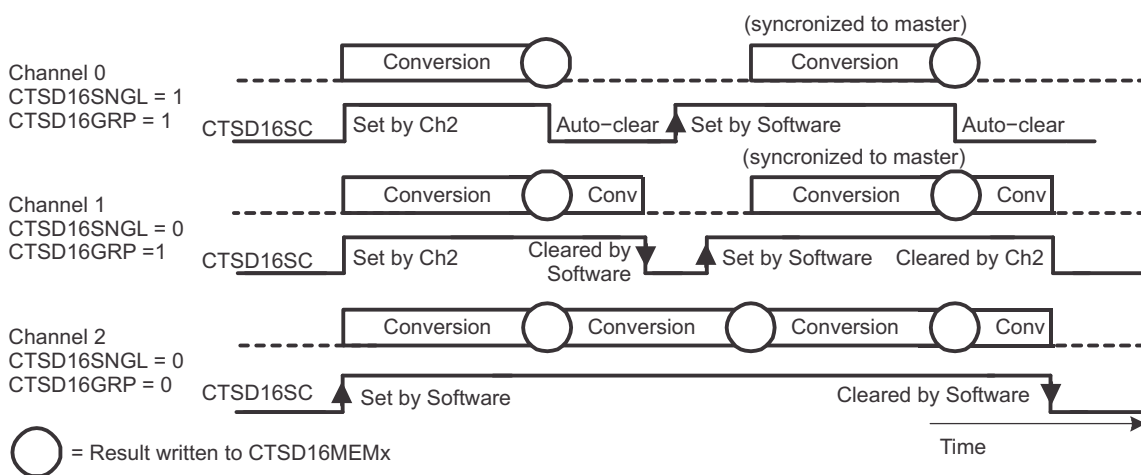 (syncronized to master)
Conversion Conversion
Channel 0
CTSD16SNGL = 1
CTSD16GRP = 1
CTSD16SC Set by Ch2 Auto−clear Set by Software Auto−clear
(syncronized to master)
Conversion Conv Conversion Conv
Channel 1
CTSD16SNGL = 0
CTSD16GRP =1
CTSD16SC Set by Ch2 Cleared by Software Set by Software Cleared by Ch2
Conversion Conversion Conversion Conv
Channel 2
CTSD16SNGL = 0
CTSD16GRP = 0
CTSD16SC Set by Software Cleared by Software
= Result written to CTSD16MEMx
Time